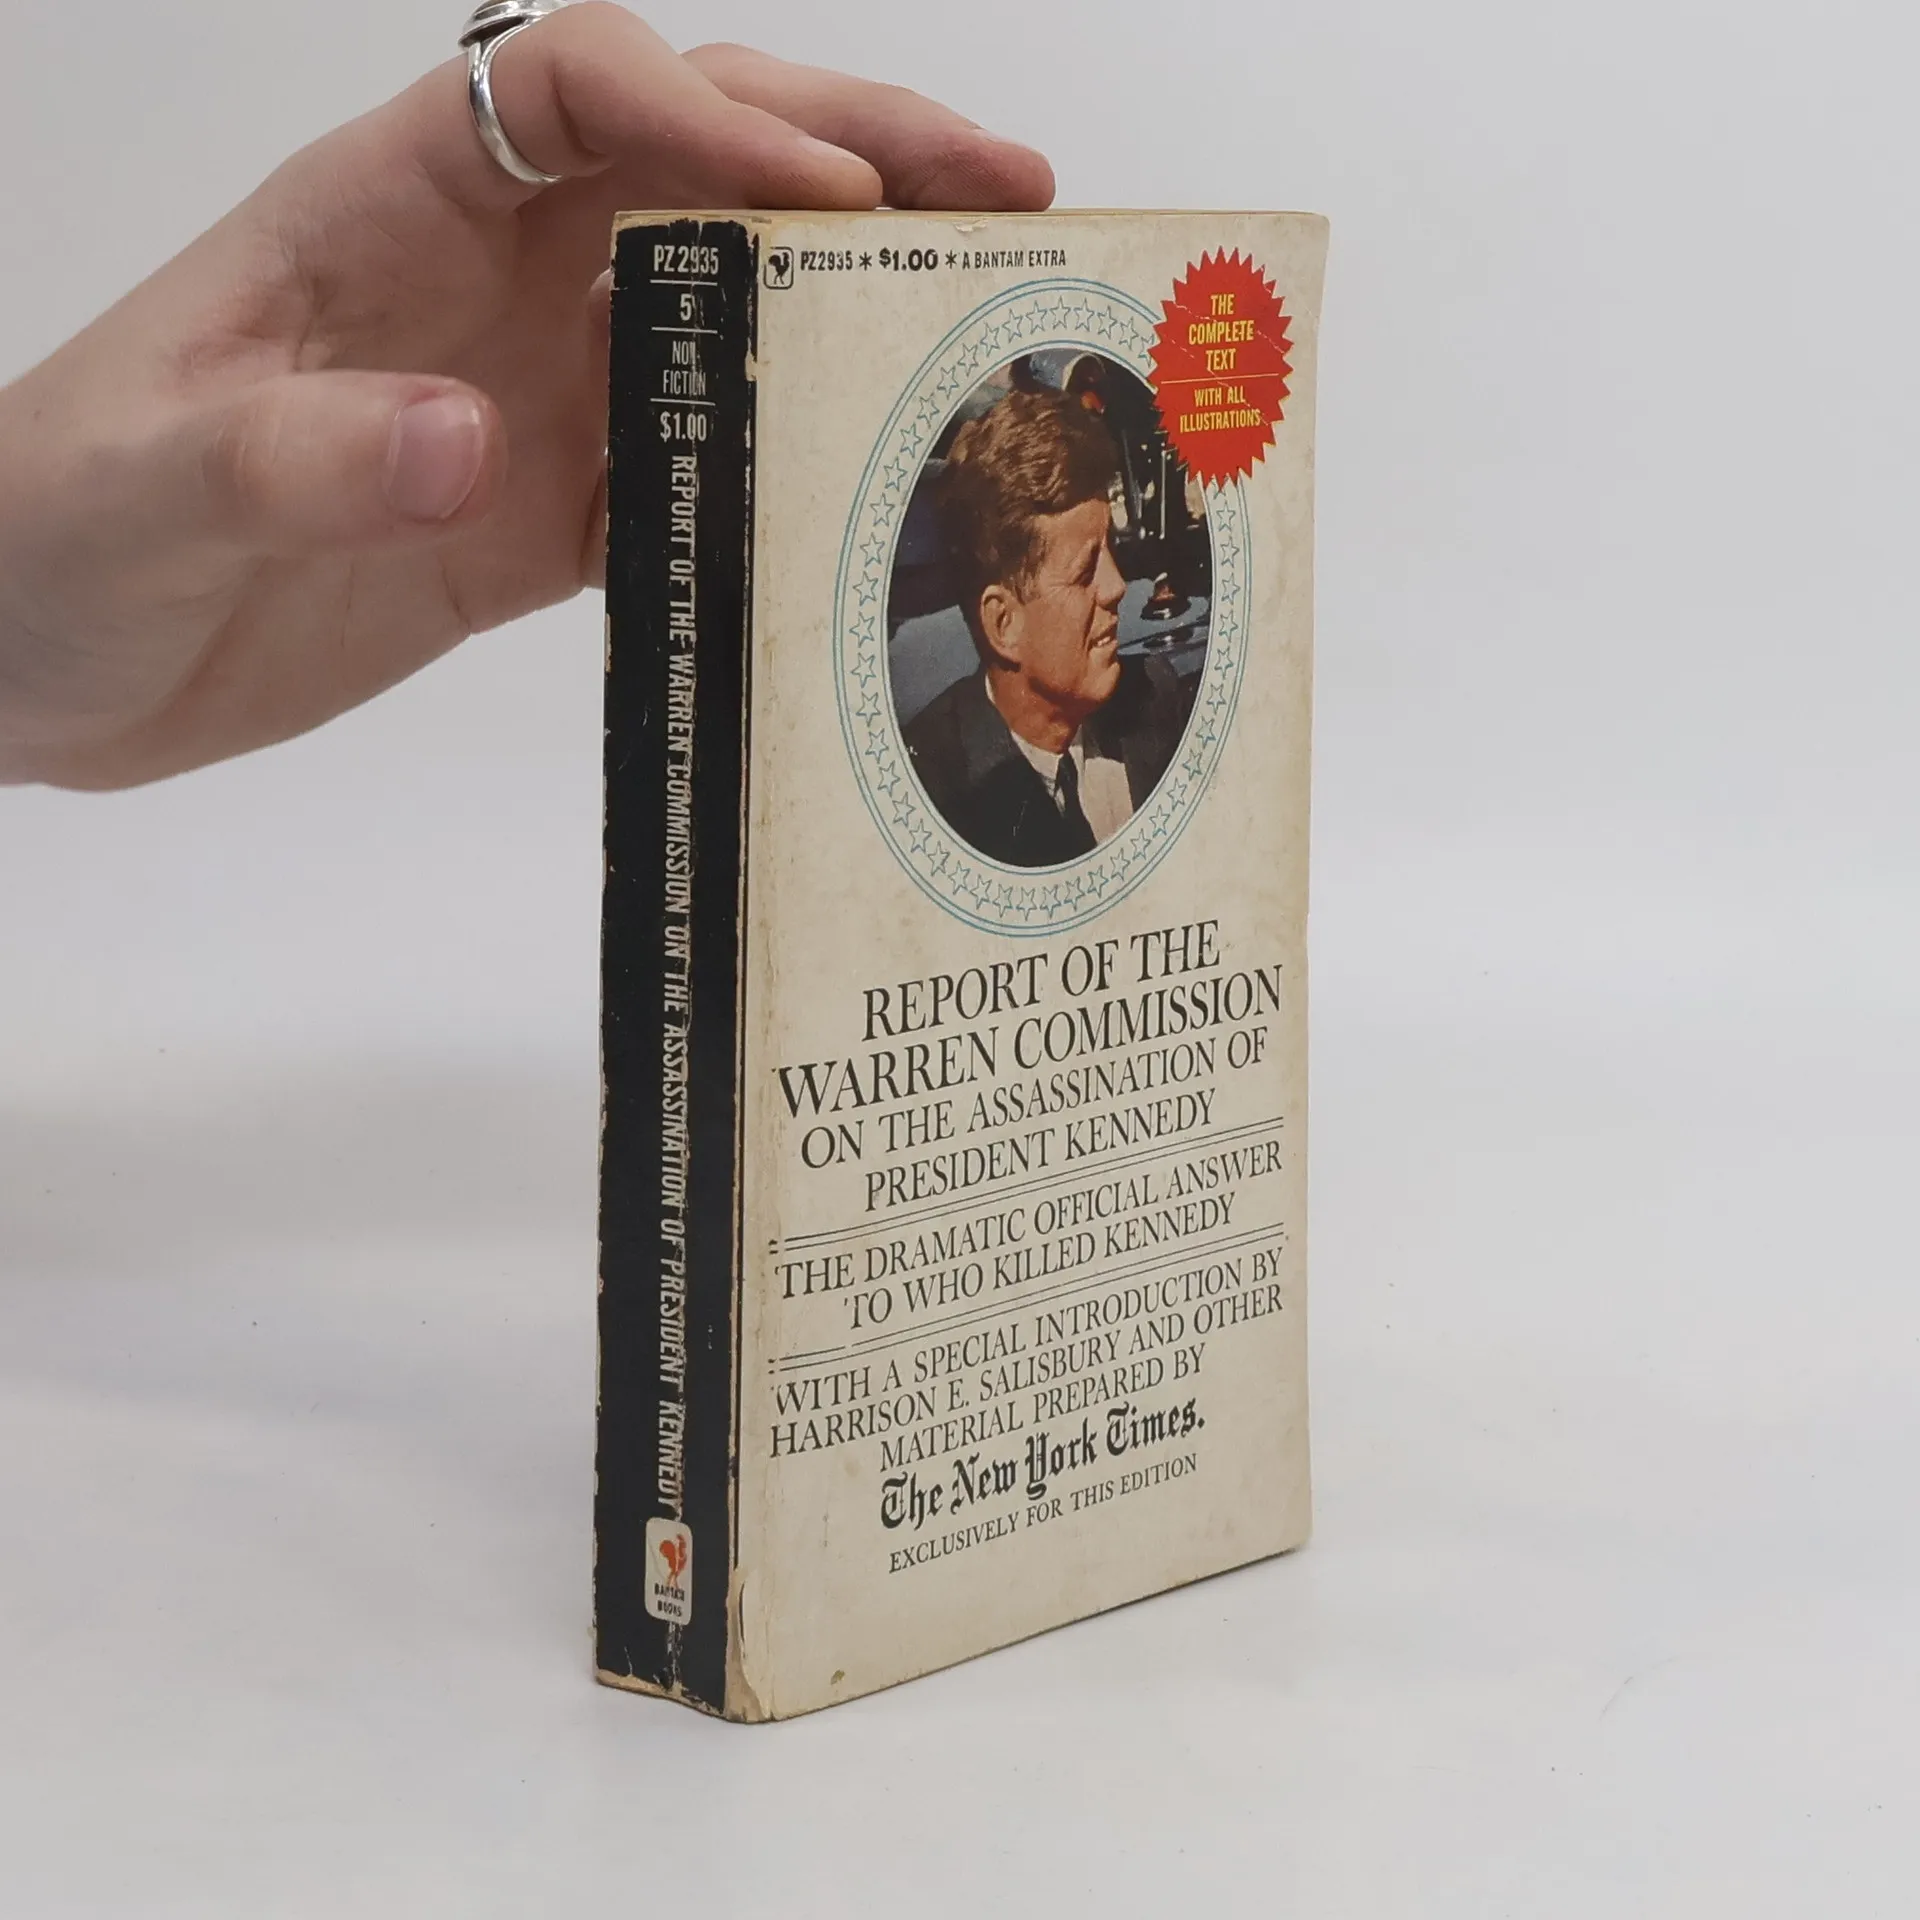 PZ2935
NON
FICTION
$1.00
REPORT OF THE WARREN COMMISSION ON THE ASSASSINATION OF PRESIDENT KENNEDY
BANTAM
BOOKS
PZ2935 * $1.00 * A BANTAM EXTRA
THE
COMPLETE
TEXT
WITH ALL
ILLUSTRATIONS
REPORT OF THE
WARREN COMMISSION
ON THE ASSASSINATION OF
PRESIDENT KENNEDY
THE DRAMATIC OFFICIAL ANSWER
TO WHO KILLED KENNEDY
WITH A SPECIAL INTRODUCTION BY
HARRISON E. SALISBURY AND OTHER
MATERIAL PREPARED BY
The New York Times.
EXCLUSIVELY FOR THIS EDITION